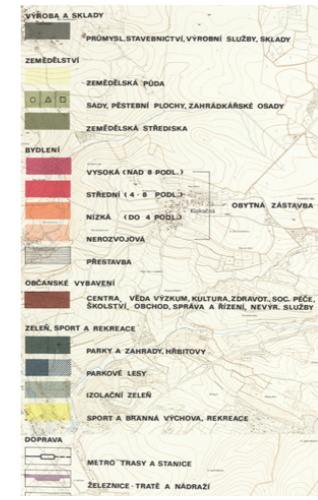 VÝROBA A SKLADY
PRŮMYSL, STAVEBNICTVÍ, VÝROBNÍ SLUŽBY, SKLADY
ZEMĚDĚLSTVÍ
ZEMĚDĚLSKÁ PŮDA
SADY, PĚSTEBNÍ PLOCHY, ZAHRÁDKÁŘSKÉ OSADY
ZEMĚDĚLSKÁ STŘEDISKA
BYDLENÍ
VYSOKÁ (NAD 8 PODL.)
STŘEDNÍ (4 - 8 PODL.)
OBYTNÁ ZÁSTAVBA
NÍZKÁ (DO 4 PODL.)
NEROZVOJOVÁ
PŘESTAVBA
OBČANSKÉ VYBAVENÍ
CENTRA, VĚDA VÝZKUM, KULTURA, ZDRAVOT., SOC. PÉČE,
ŠKOLSTVÍ, OBCHOD, SPRÁVA A ŘÍZENÍ, NEVÝR. SLUŽBY
ZELEŇ, SPORT A REKREACE
PARKY A ZAHRADY, HŘBITOVY
PARKOVÉ LESY
IZOLAČNÍ ZELEŇ
SPORT A BRANNÁ VÝCHOVA, REKREACE
DOPRAVA
METRO TRASY A STANICE
ŽELEZNICE - TRATĚ A NÁDRAŽÍ